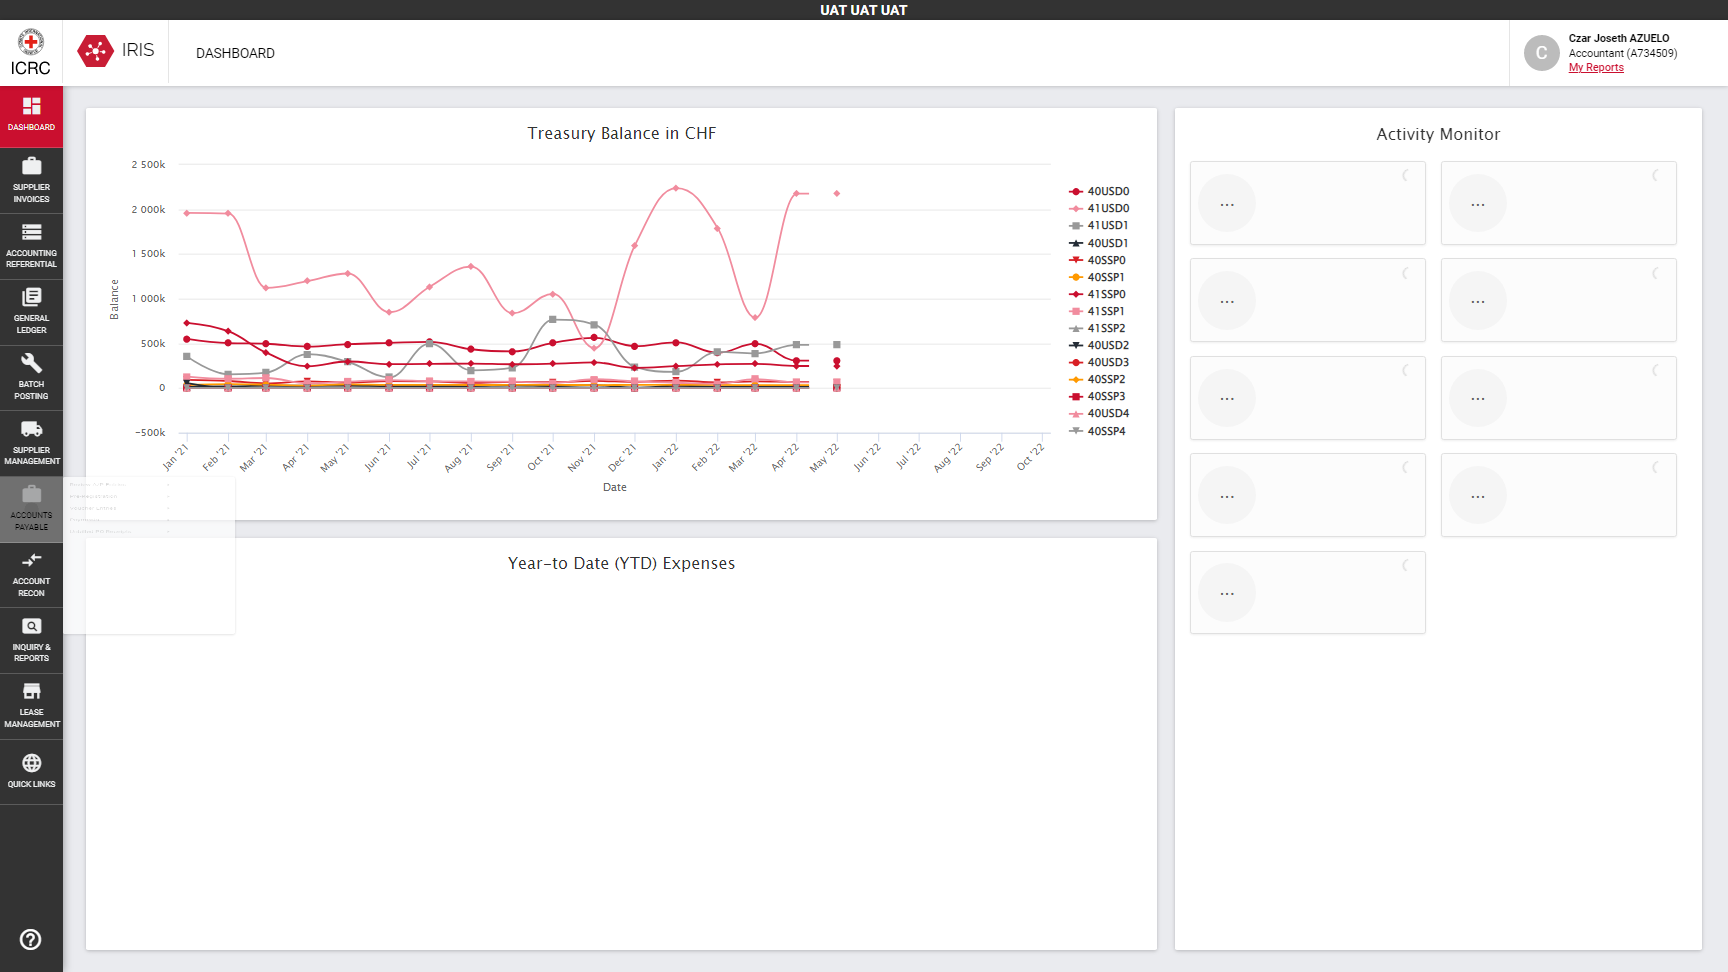 UAT UAT UAT
ICRC
IRIS
DASHBOARD
Czar Joseth AZUELO
Accountant (A734509)
My Reports
DASHBOARD
SUPPLIER
INVOICES
ACCOUNTING
REFERENTIAL
GENERAL
LEDGER
BATCH
POSTING
SUPPLIER
MANAGEMENT
ACCOUNTS
PAYABLE
ACCOUNT
RECON
INQUIRY &
REPORTS
LEASE
MANAGEMENT
QUICK LINKS
Treasury Balance in CHF
2 500k
2 000k
1 500k
1 000k
500k
0
-500k
Balance
Jan '21
Feb '21
Mar '21
Apr '21
May '21
Jun '21
Jul '21
Aug '21
Sep '21
Oct '21
Nov '21
Dec '21
Jan '22
Feb '22
Mar '22
Apr '22
May '22
Jun '22
Jul '22
Aug '22
Sep '22
Oct '22
Date
40USD0
41USD0
41USD1
40USD1
40SSP0
40SSP1
41SSP0
41SSP1
41SSP2
40USD2
40USD3
40SSP2
40SSP3
40USD4
40SSP4
Year-to Date (YTD) Expenses
Activity Monitor
...
...
...
...
...
...
...
...
...